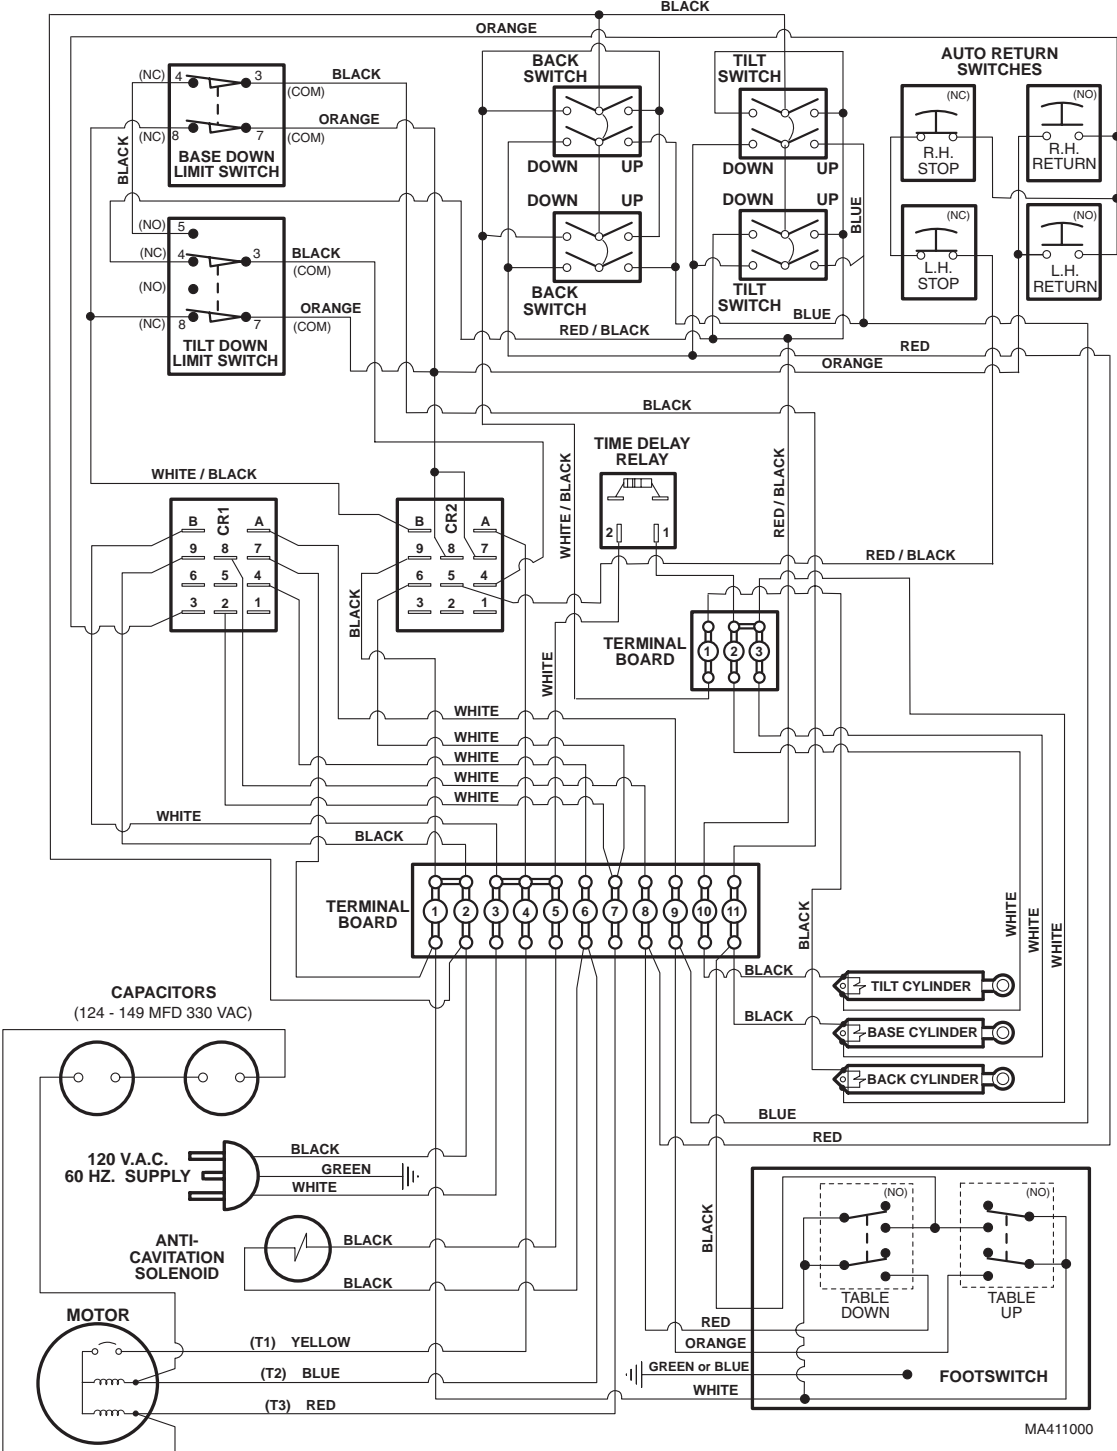 BLACK
ORANGE
BACK
SWITCH
TILT
SWITCH
AUTO RETURN
SWITCHES
(NC) 4 3 BLACK
(COM)
ORANGE
(NC) 8 7 (COM)
BASE DOWN
LIMIT SWITCH
BLACK
DOWN UP
DOWN UP
DOWN UP
DOWN UP
BACK
SWITCH
TILT
SWITCH
BLUE
(NC)
R.H.
STOP
(NO)
R.H.
RETURN
(NC)
L.H.
STOP
(NO)
L.H.
RETURN
(NO) 5
(NC) 4 3 BLACK
(COM)
(NO)
ORANGE
(NC) 8 7 (COM)
TILT DOWN
LIMIT SWITCH
BLUE
RED / BLACK
RED
ORANGE
BLACK
TIME DELAY
RELAY
2 1
WHITE / BLACK
WHITE / BLACK
RED / BLACK
RED / BLACK
B CR1 A
9 8 7
6 5 4
3 2 1
B CR2 A
9 8 7
6 5 4
3 2 1
BLACK
WHITE
TERMINAL
BOARD
1 2 3
WHITE
WHITE
WHITE
WHITE
WHITE
WHITE
BLACK
TERMINAL
BOARD
1 2 3 4 5 6 7 8 9 10 11
BLACK
WHITE
WHITE
WHITE
BLACK
TILT CYLINDER
BLACK
BASE CYLINDER
BACK CYLINDER
CAPACITORS
(124 - 149 MFD 330 VAC)
BLUE
RED
120 V.A.C.
60 HZ. SUPPLY
BLACK
GREEN
WHITE
ANTI-
CAVITATION
SOLENOID
BLACK
BLACK
BLACK
(NO)
(NO)
TABLE
DOWN
TABLE
UP
MOTOR
(T1) YELLOW
(T2) BLUE
(T3) RED
RED
ORANGE
GREEN or BLUE
WHITE
FOOTSWITCH
MA411000